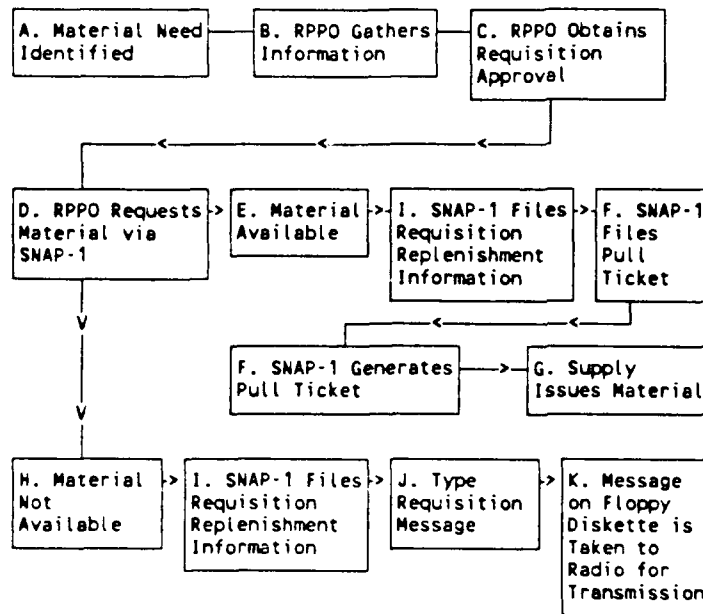 A. Material Need
Identified
B. RPPO Gathers
Information
C. RPPO Obtains
Requisition
Approval
D. RPPO Requests
Material via
SNAP-1
E. Material
Available
I. SNAP-1 Files
Requisition
Replenishment
Information
F. SNAP-1
Files
Pull
Ticket
F. SNAP-1 Generates
Pull Ticket
G. Supply
Issues Material
H. Material
Not
Available
I. SNAP-1 Files
Requisition
Replenishment
Information
J. Type
Requisition
Message
K. Message
on Floppy
Diskette is
Taken to
Radio for
Transmission